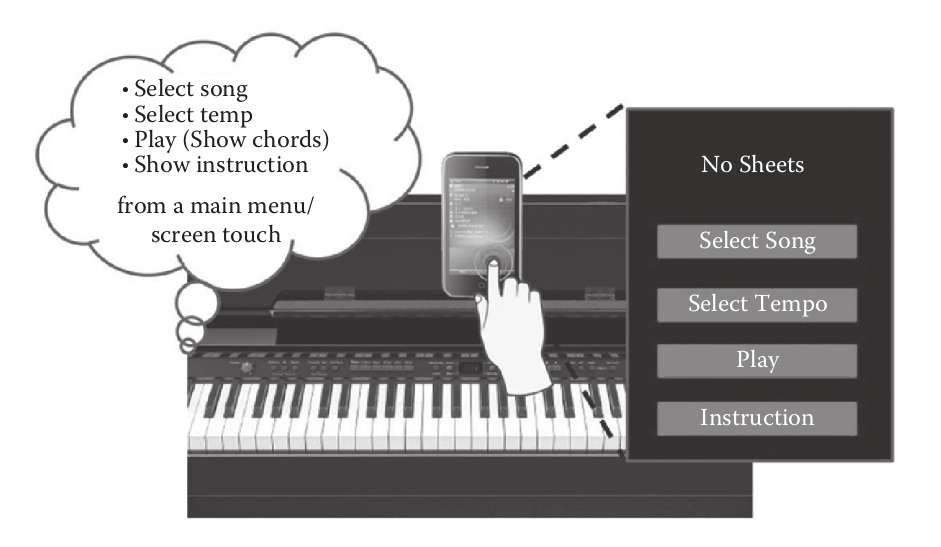 • Select song
• Select temp
• Play (Show chords)
• Show instruction
from a main menu/
screen touch
No Sheets
Select Song
Select Tempo
Play
Instruction